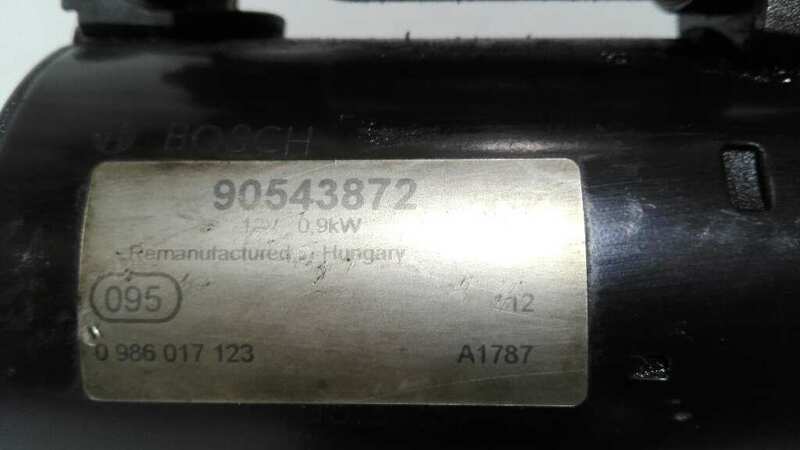 BOSCH
90543872
12V 0,9kW
Remanufactured in Hungary
095
12
0 986 017 123
A1787